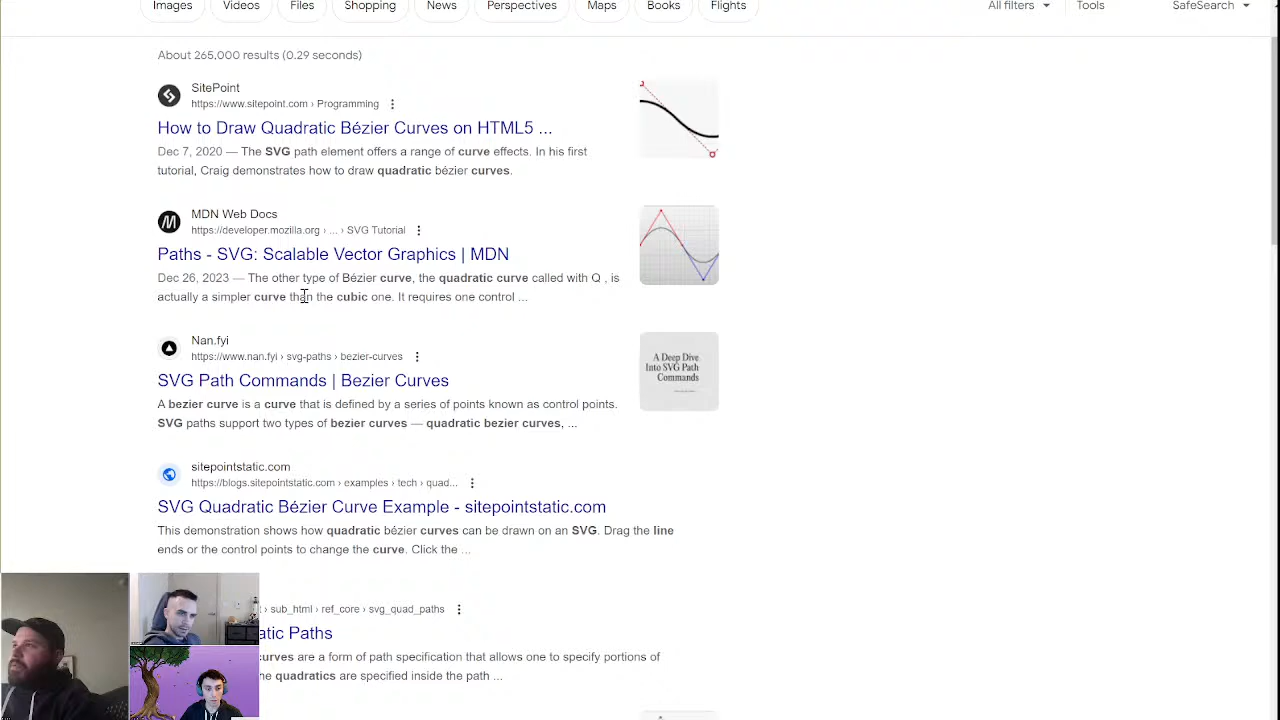 Images Videos Files Shopping News Perspectives Maps Books Flights All filters Tools SafeSearch
About 265,000 results (0.29 seconds)
SitePoint
https://www.sitepoint.com › Programming
How to Draw Quadratic Bézier Curves on HTML5 ...
Dec 7, 2020 — The SVG path element offers a range of curve effects. In his first
tutorial, Craig demonstrates how to draw quadratic bézier curves.
MDN Web Docs
https://developer.mozilla.org › ... › SVG Tutorial
Paths - SVG: Scalable Vector Graphics | MDN
Dec 26, 2023 — The other type of Bézier curve, the quadratic curve called with Q , is
actually a simpler curve than the cubic one. It requires one control ...
Nan.fyi
https://www.nan.fyi › svg-paths › bezier-curves
SVG Path Commands | Bezier Curves
A bezier curve is a curve that is defined by a series of points known as control points.
SVG paths support two types of bezier curves — quadratic bezier curves, ...
A Deep Dive
Into SVG Path
Commands
sitepointstatic.com
https://blogs.sitepointstatic.com › examples › tech › quad...
SVG Quadratic Bézier Curve Example - sitepointstatic.com
This demonstration shows how quadratic bézier curves can be drawn on an SVG. Drag the line
ends or the control points to change the curve. Click the ...
› sub_html › ref_core › svg_quad_paths
atic Paths
curves are a form of path specification that allows one to specify portions of
quadratics are specified inside the path ...